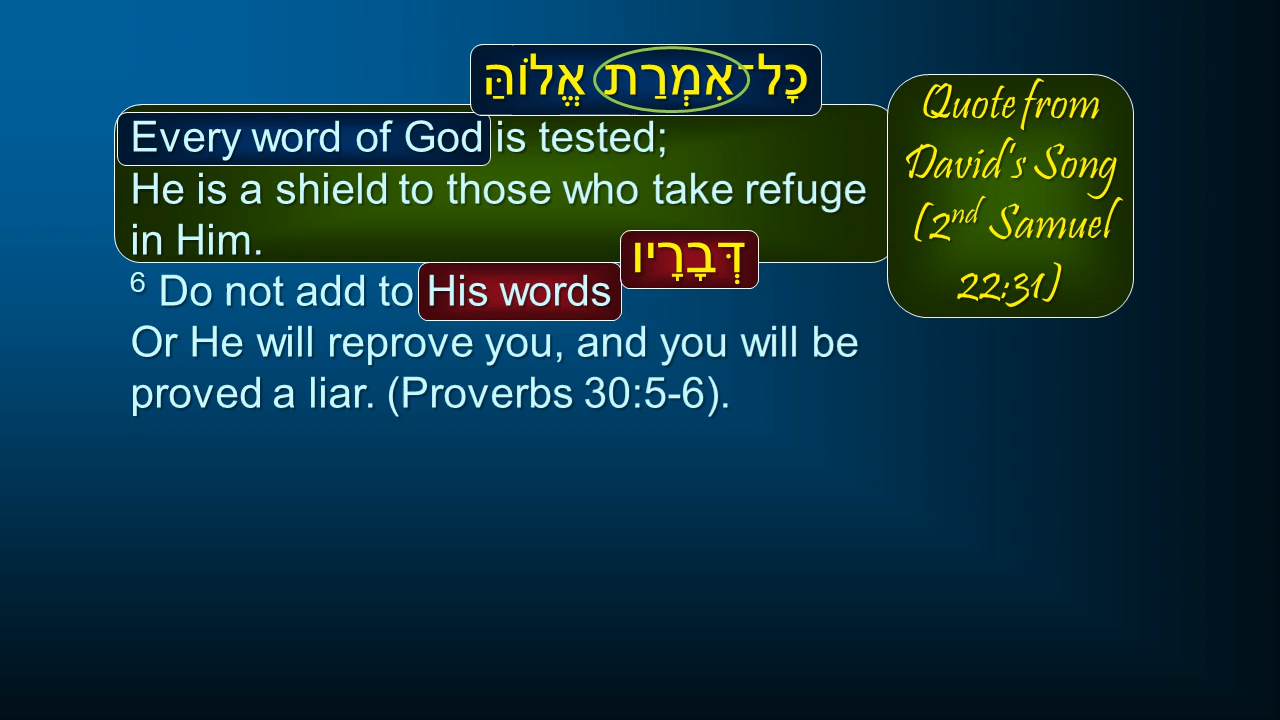 כָּל־אִמְרַת אֱלוֹהַּ
Every word of God is tested;
He is a shield to those who take refuge
in Him.
דְּבָרָיו
⁶ Do not add to His words
Or He will reprove you, and you will be
proved a liar. (Proverbs 30:5-6).
Quote from
David's Song
(2nd Samuel
22:31)